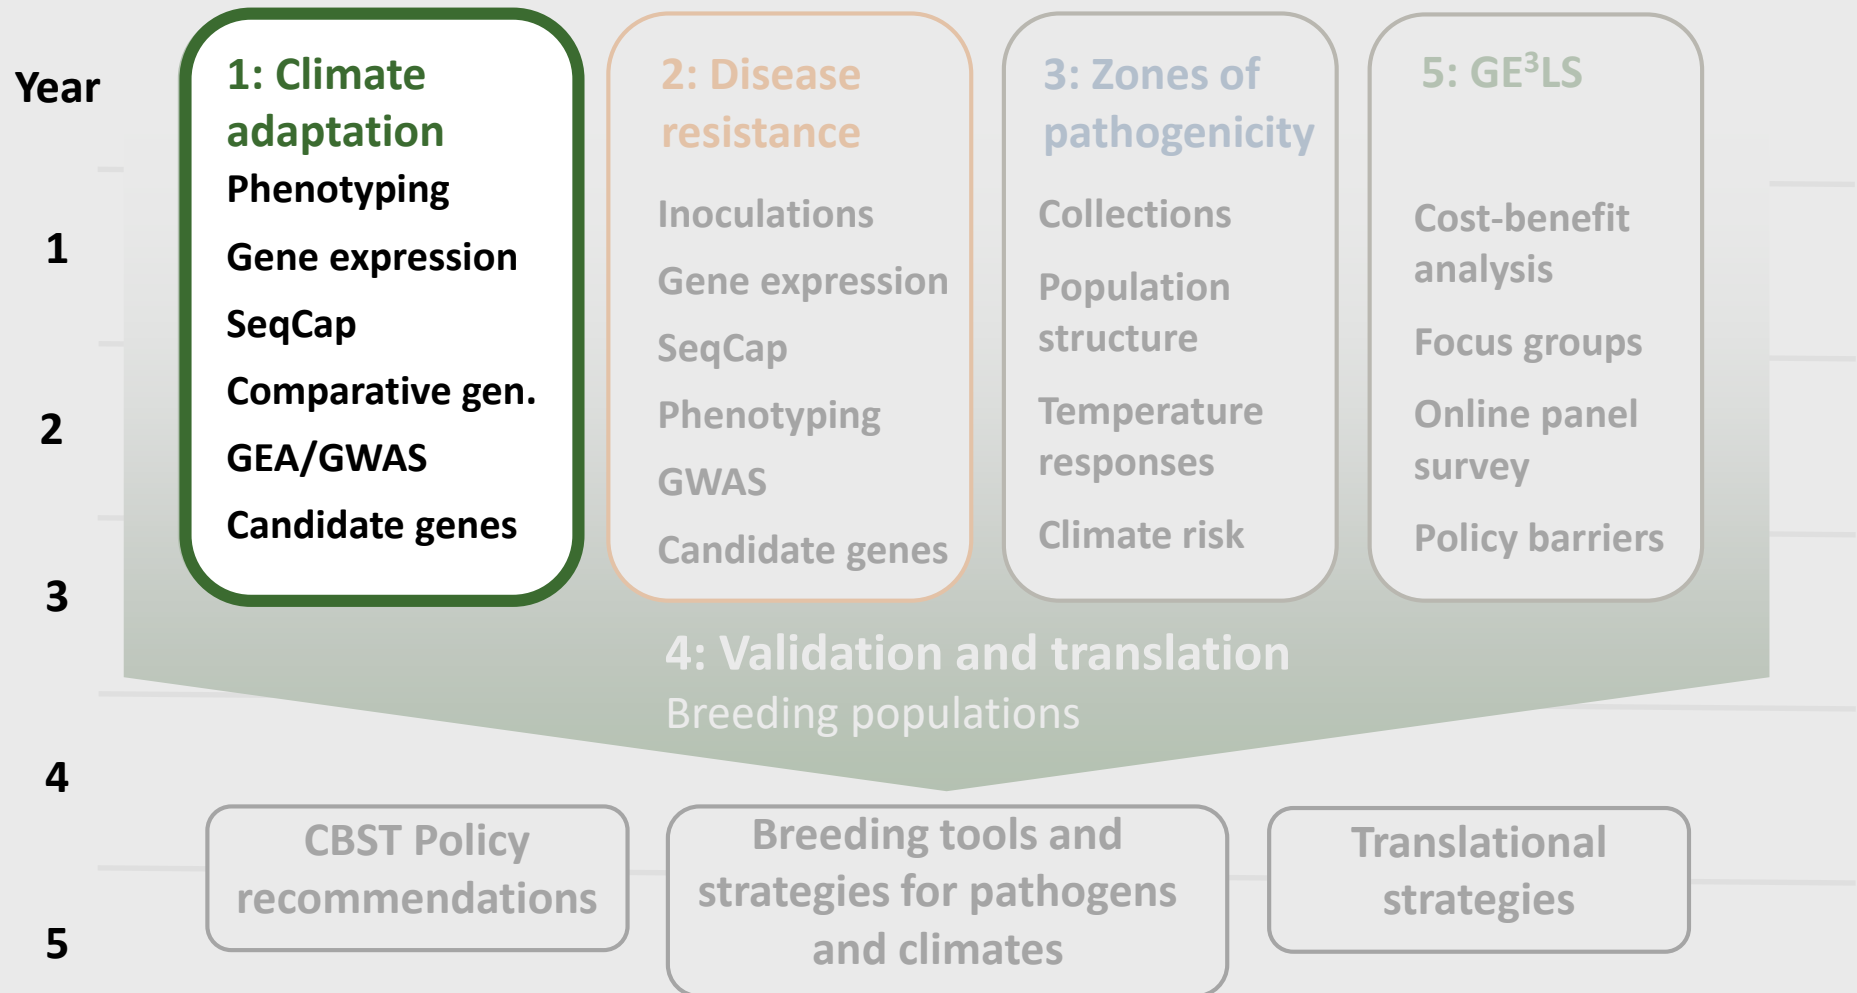 Year
1
2
3
4
5
1: Climate
adaptation
Phenotyping
Gene expression
SeqCap
Comparative gen.
GEA/GWAS
Candidate genes
2: Disease
resistance
Inoculations
Gene expression
SeqCap
Phenotyping
GWAS
Candidate genes
3: Zones of
pathogenicity
Collections
Population
structure
Temperature
responses
Climate risk
5: GE³LS
Cost-benefit
analysis
Focus groups
Online panel
survey
Policy barriers
4: Validation and translation
Breeding populations
CBST Policy
recommendations
Breeding tools and
strategies for pathogens
and climates
Translational
strategies